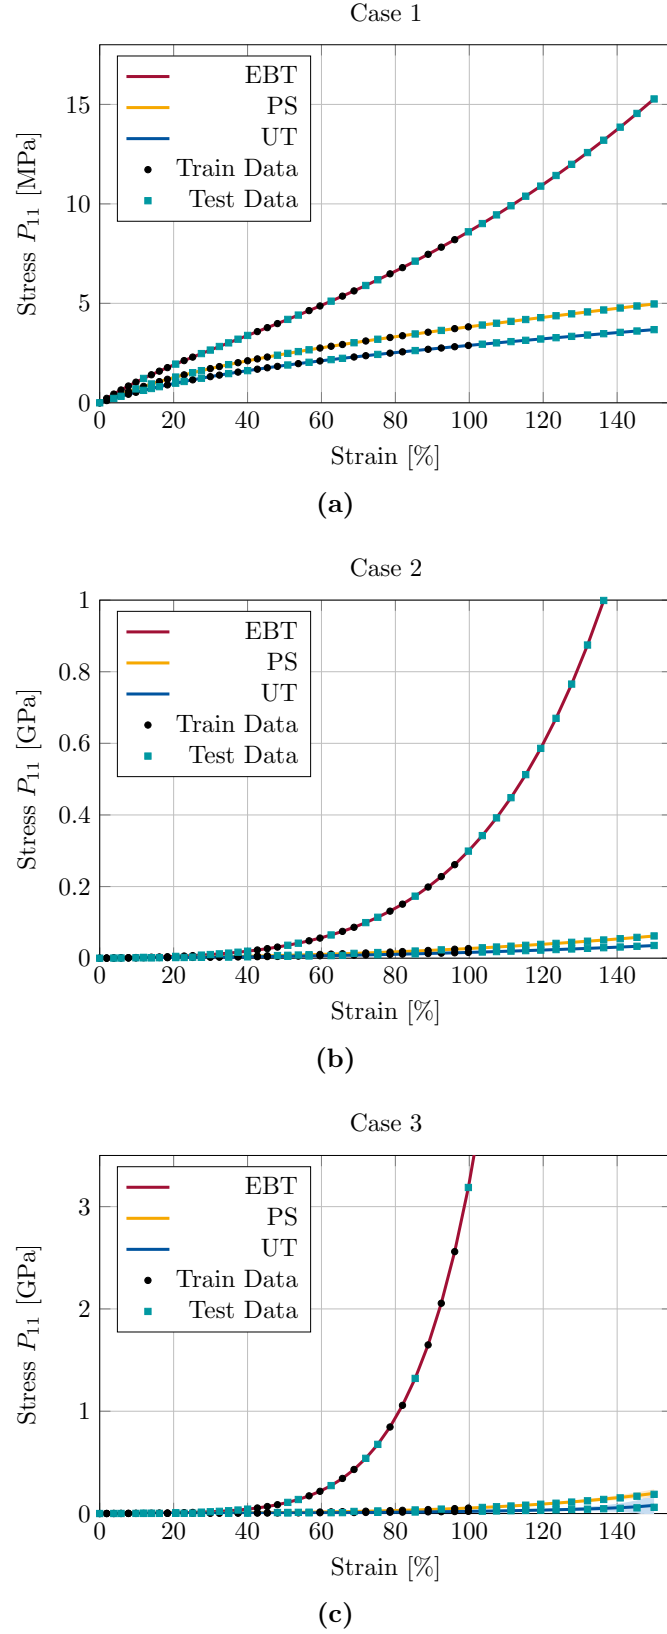 Case 1
EBT
PS
UT
Train Data
Test Data
Stress P₁₁ [MPa]
15
10
5
0
0 20 40 60 80 100 120 140
Strain [%]
(a)
Case 2
EBT
PS
UT
Train Data
Test Data
Stress P₁₁ [GPa]
1
0.8
0.6
0.4
0.2
0
0 20 40 60 80 100 120 140
Strain [%]
(b)
Case 3
EBT
PS
UT
Train Data
Test Data
Stress P₁₁ [GPa]
3
2
1
0
0 20 40 60 80 100 120 140
Strain [%]
(c)